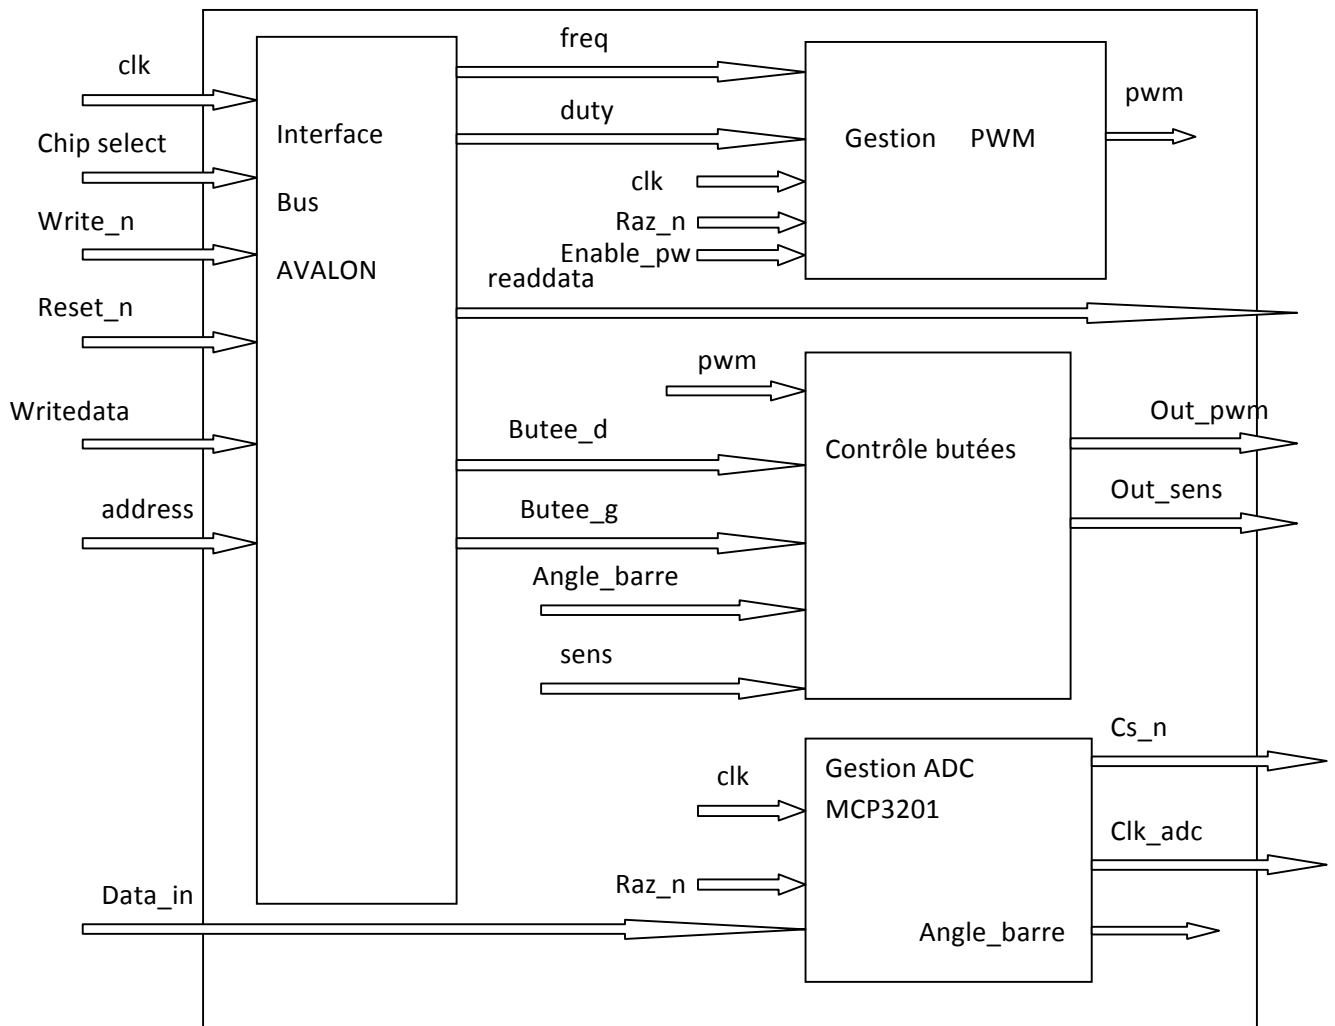 clk
Chip select
Write_n
Reset_n
Writedata
address
Data_in
Interface
Bus
AVALON
freq
duty
clk
Raz_n
Enable_pw
readdata
Gestion PWM
pwm
pwm
Butee_d
Butee_g
Angle_barre
sens
Contrôle butées
Out_pwm
Out_sens
clk
Raz_n
Gestion ADC
MCP3201
Angle_barre
Cs_n
Clk_adc